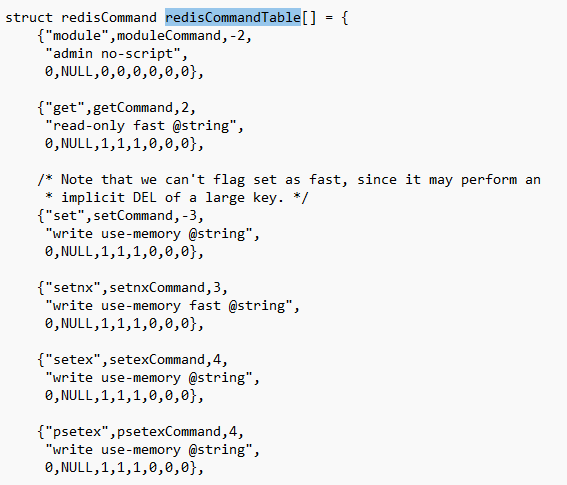 struct redisCommand redisCommandTable[] = {
    {"module",moduleCommand,-2,
     "admin no-script",
     0,NULL,0,0,0,0,0,0},

    {"get",getCommand,2,
     "read-only fast @string",
     0,NULL,1,1,1,0,0,0},

    /* Note that we can't flag set as fast, since it may perform an
     * implicit DEL of a large key. */
    {"set",setCommand,-3,
     "write use-memory @string",
     0,NULL,1,1,1,0,0,0},

    {"setnx",setnxCommand,3,
     "write use-memory fast @string",
     0,NULL,1,1,1,0,0,0},

    {"setex",setexCommand,4,
     "write use-memory @string",
     0,NULL,1,1,1,0,0,0},

    {"psetex",psetexCommand,4,
     "write use-memory @string",
     0,NULL,1,1,1,0,0,0},